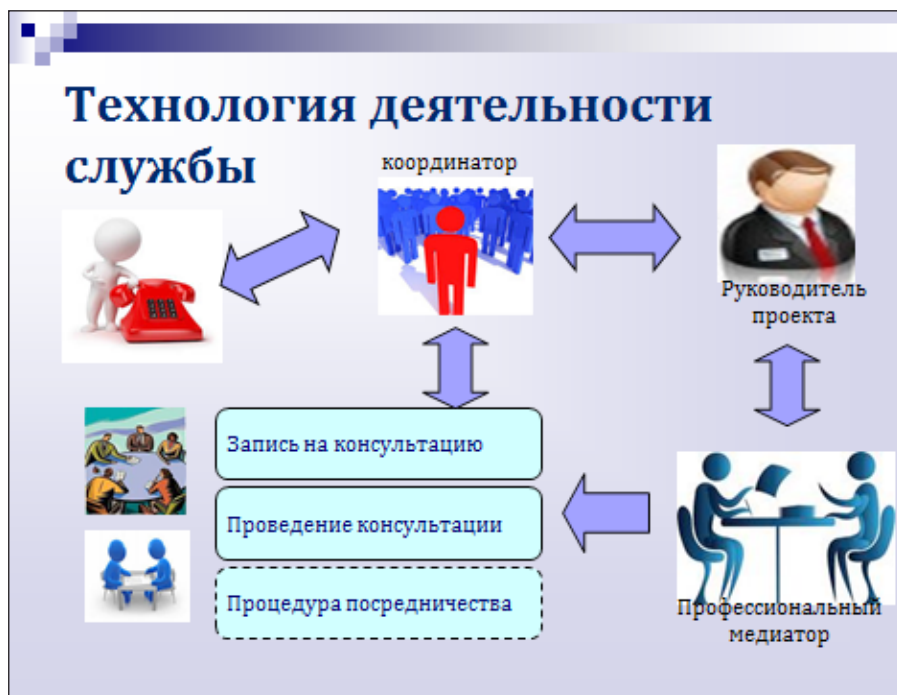 Технология деятельности
службы
координатор
Руководитель
проекта
Запись на консультацию
Проведение консультации
Процедура посредничества
Профессиональный
медиатор